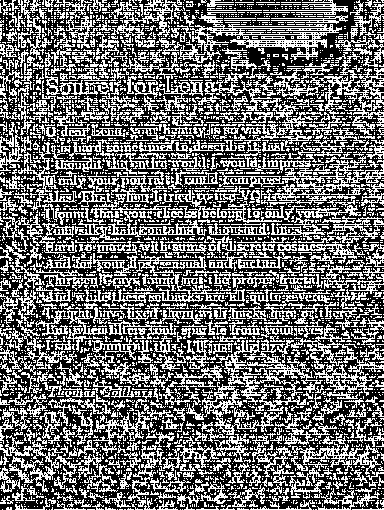 Sonnet for Lena
O dear Lena, your beauty is so vast
It is hard sometimes to describe it fast.
I thought the entire world I would impress
If only your portrait I could compress.
Alas! First when I tried to use VQ
I found that your cheeks belong to only you.
Your silky hair contains a thousand lines
Hard to match with sums of discrete cosines.
And for your lips, sensual and tactual
Thirteen Crays found not the proper fractal.
And while these setbacks are all quite severe
I might have fixed them with hacks here or there
But when filters took sparkle from your eyes
I said, 'Damn all this. I'll just digitize.'
Thomas Colthurst